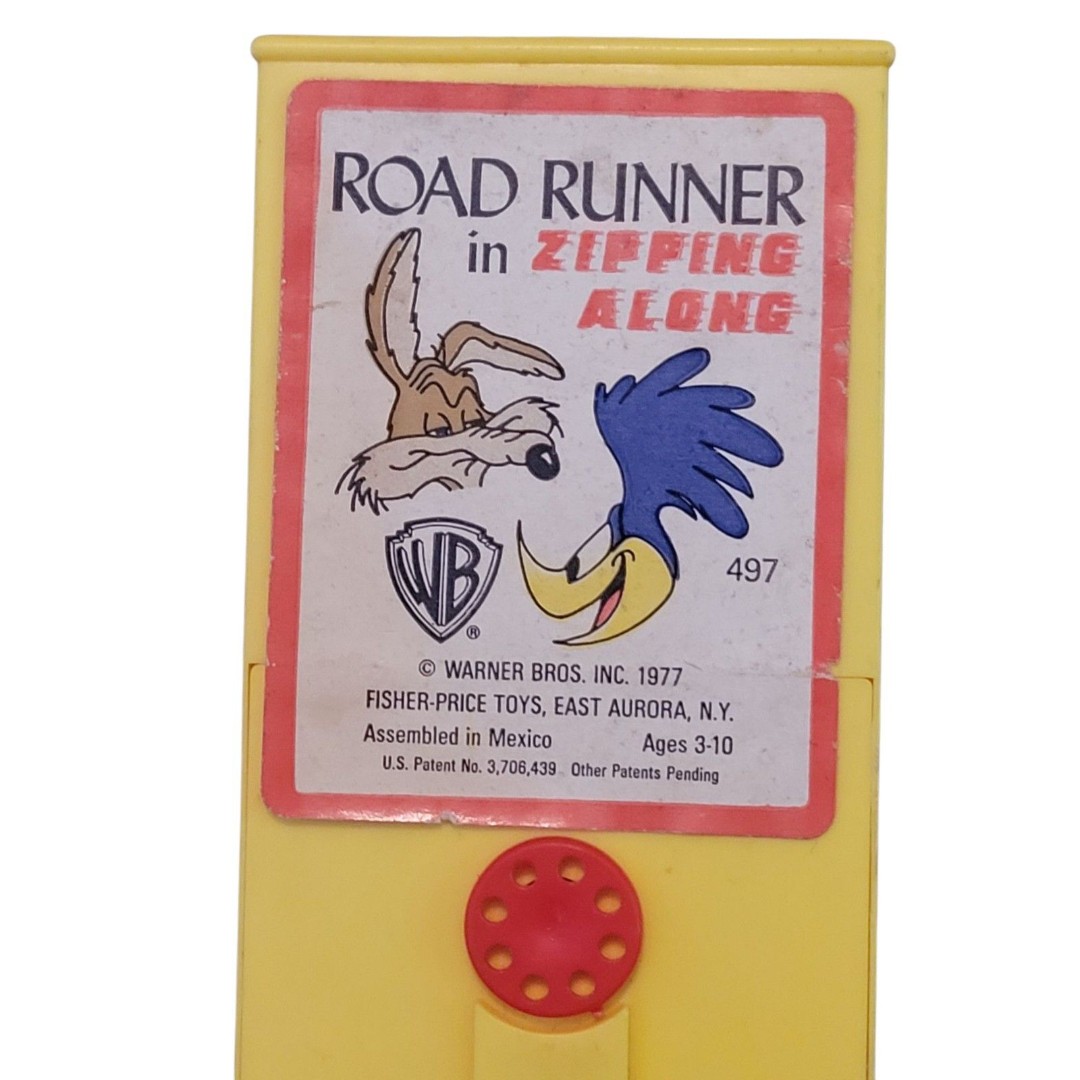 ROAD RUNNER
in ZIPPING
ALONG
WB
®
497
© WARNER BROS. INC. 1977
FISHER-PRICE TOYS, EAST AURORA, N.Y.
Assembled in Mexico Ages 3-10
U.S. Patent No. 3,706,439 Other Patents Pending